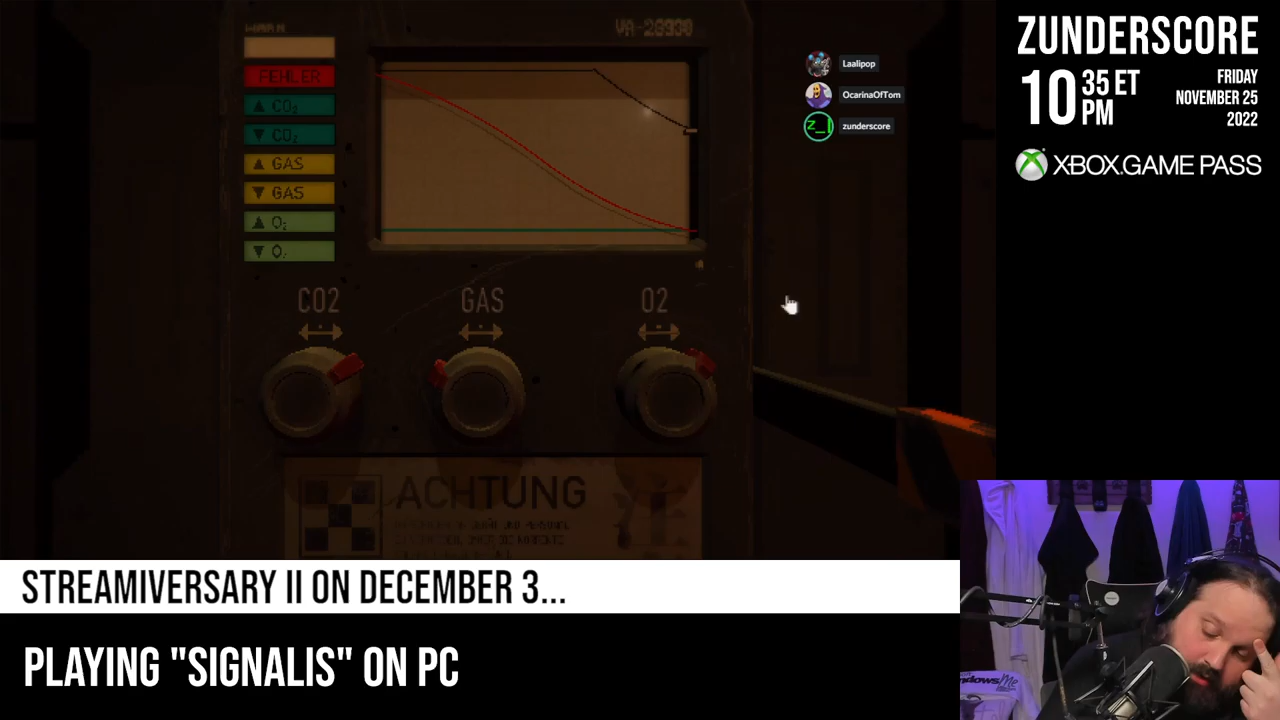 VA-28930
FEHLER
▲ CO₂
▼ CO₂
▲ GAS
▼ GAS
▲ O₂
▼ O₂
CO2
GAS
O2
ACHTUNG
Laalipop
OcarinaOfTom
zunderscore
ZUNDERSCORE
10 35 ET
PM
FRIDAY
NOVEMBER 25
2022
XBOX GAME PASS
STREAMIVERSARY II ON DECEMBER 3...
PLAYING "SIGNALIS" ON PC